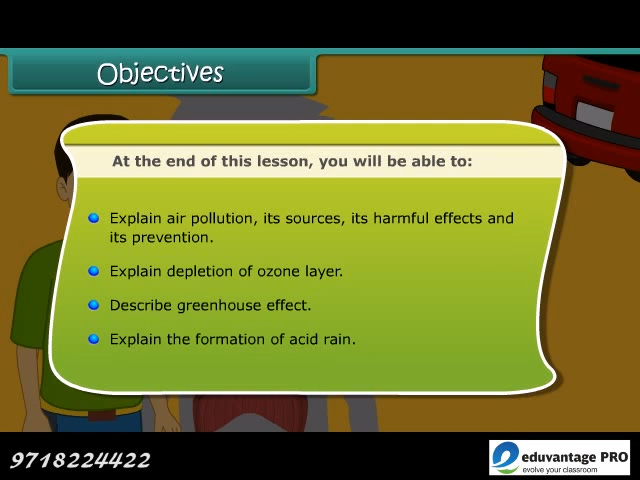 Objectives
At the end of this lesson, you will be able to:
Explain air pollution, its sources, its harmful effects and
its prevention.
Explain depletion of ozone layer.
Describe greenhouse effect.
Explain the formation of acid rain.
9718224422
eduvantage PRO
evolve your classroom